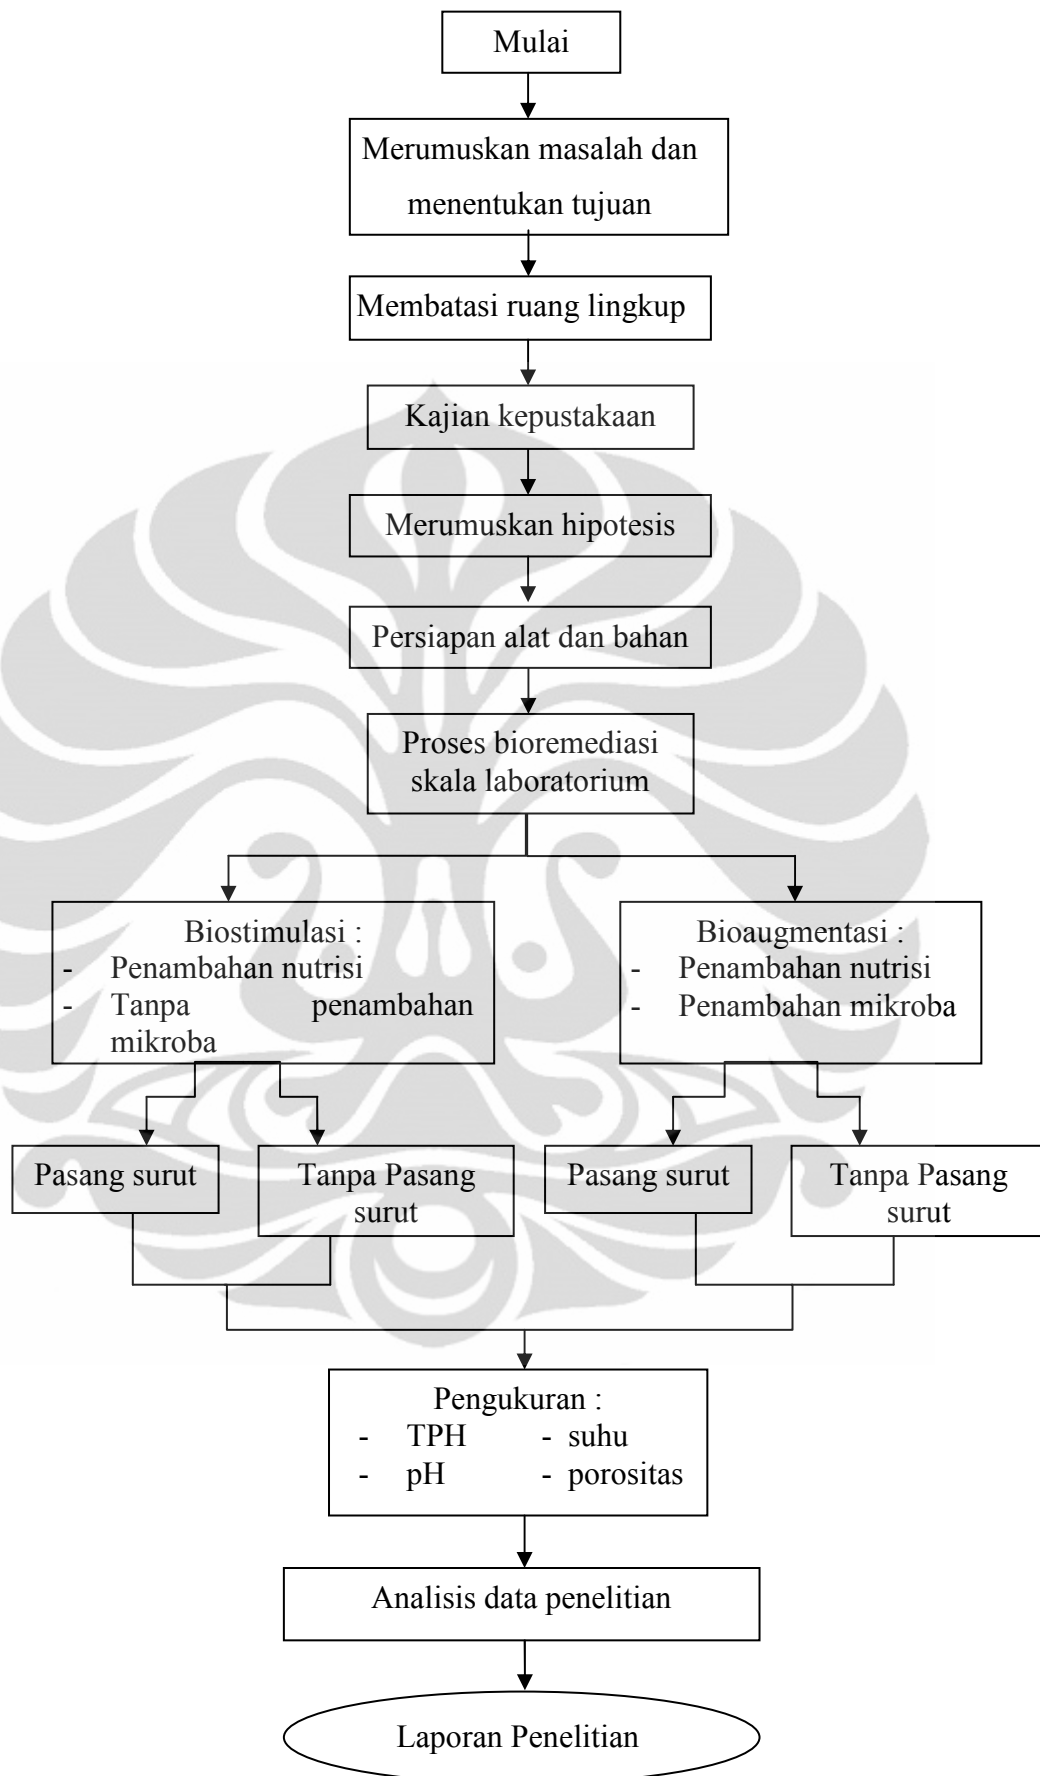 Mulai
Merumuskan masalah dan
menentukan tujuan
Membatasi ruang lingkup
Kajian kepustakaan
Merumuskan hipotesis
Persiapan alat dan bahan
Proses bioremediasi
skala laboratorium
Biostimulasi :
- Penambahan nutrisi
- Tanpa penambahan
mikroba
Bioaugmentasi :
- Penambahan nutrisi
- Penambahan mikroba
Pasang surut
Tanpa Pasang
surut
Pasang surut
Tanpa Pasang
surut
Pengukuran :
- TPH - suhu
- pH - porositas
Analisis data penelitian
Laporan Penelitian